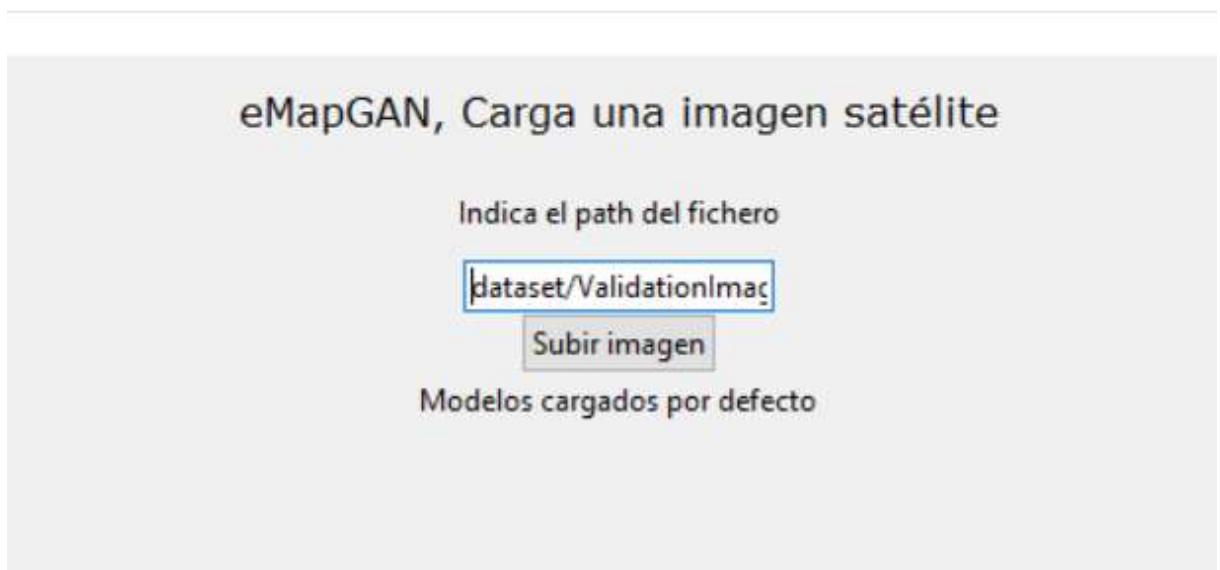 eMapGAN, Carga una imagen satélite
Indica el path del fichero
dataset/ValidationImag
Subir imagen
Modelos cargados por defecto